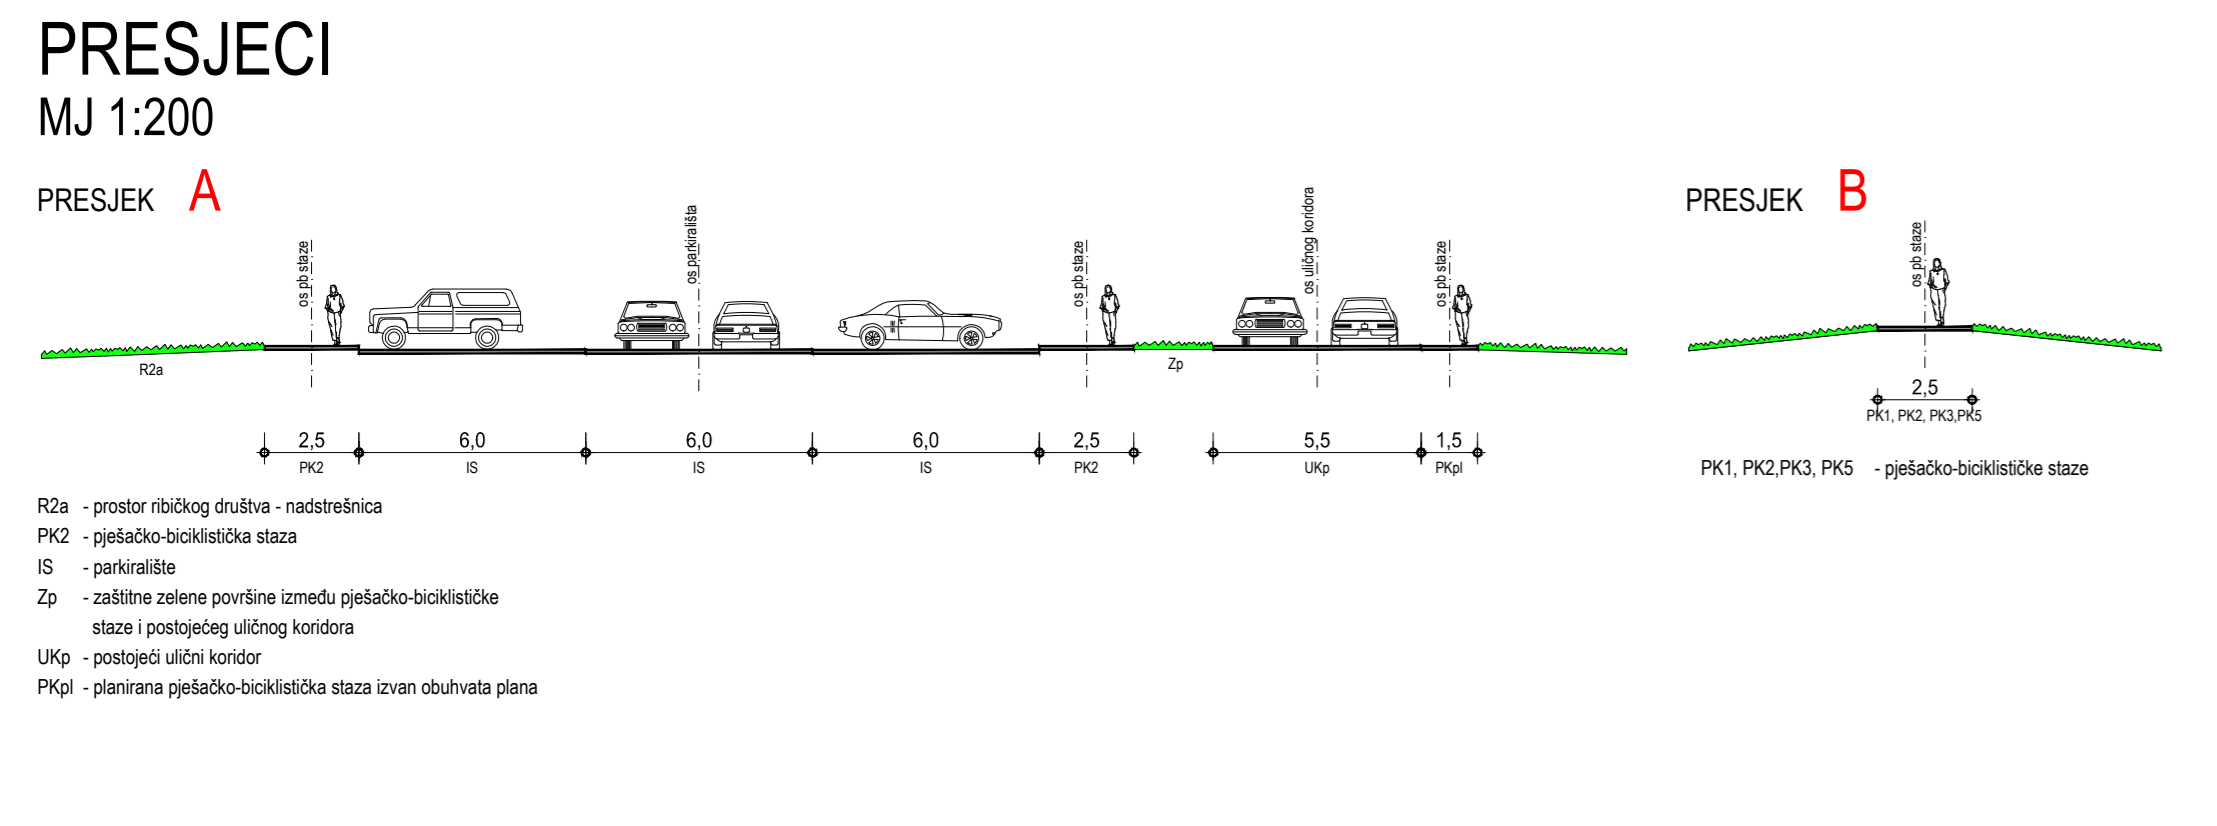 PRESJECI
MJ 1:200
PRESJEK A
os pb staze
os parkirališta
os pb staze
os uličnog koridora
os pb staze
R2a
Zp
2,5 6,0 6,0 6,0 2,5 5,5 1,5
PK2 IS IS IS PK2 UKp PKpl
R2a - prostor ribičkog društva - nadstrešnica
PK2 - pješačko-biciklistička staza
IS - parkiralište
Zp - zaštitne zelene površine između pješačko-biciklističke
staze i postojećeg uličnog koridora
UKp - postojeći ulični koridor
PKpl - planirana pješačko-biciklistička staza izvan obuhvata plana
PRESJEK B
os pb staze
2,5
PK1, PK2, PK3,PK5
PK1, PK2,PK3, PK5 - pješačko-biciklističke staze